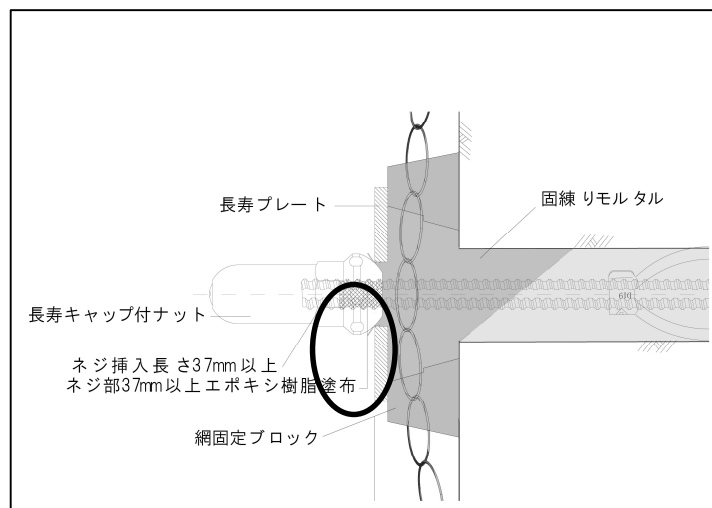 長寿プレート
固練りモルタル
D19
長寿キャップ付ナット
ネジ挿入長さ37mm以上
ネジ部37mm以上エポキシ樹脂塗布
網固定ブロック